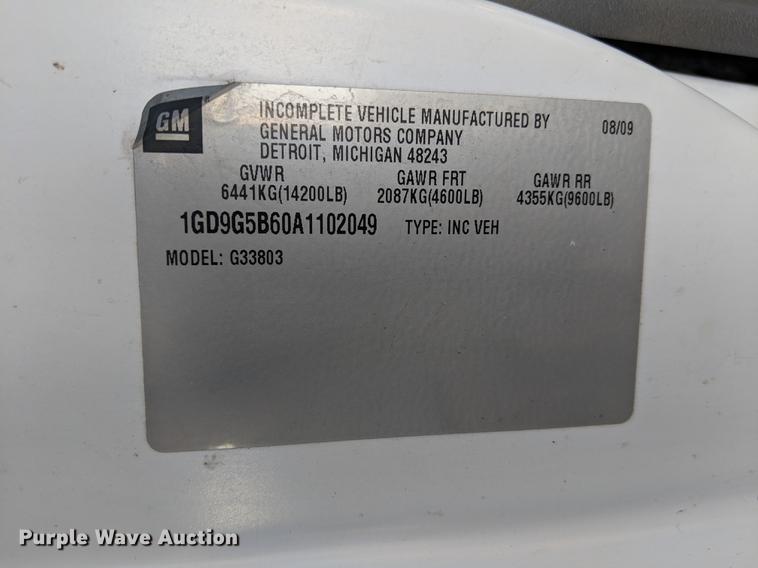 GM
INCOMPLETE VEHICLE MANUFACTURED BY 08/09
GENERAL MOTORS COMPANY
DETROIT, MICHIGAN 48243
GVWR GAWR FRT GAWR RR
6441KG(14200LB) 2087KG(4600LB) 4355KG(9600LB)
1GD9G5B60A1102049 TYPE: INC VEH
MODEL: G33803
Purple Wave Auction